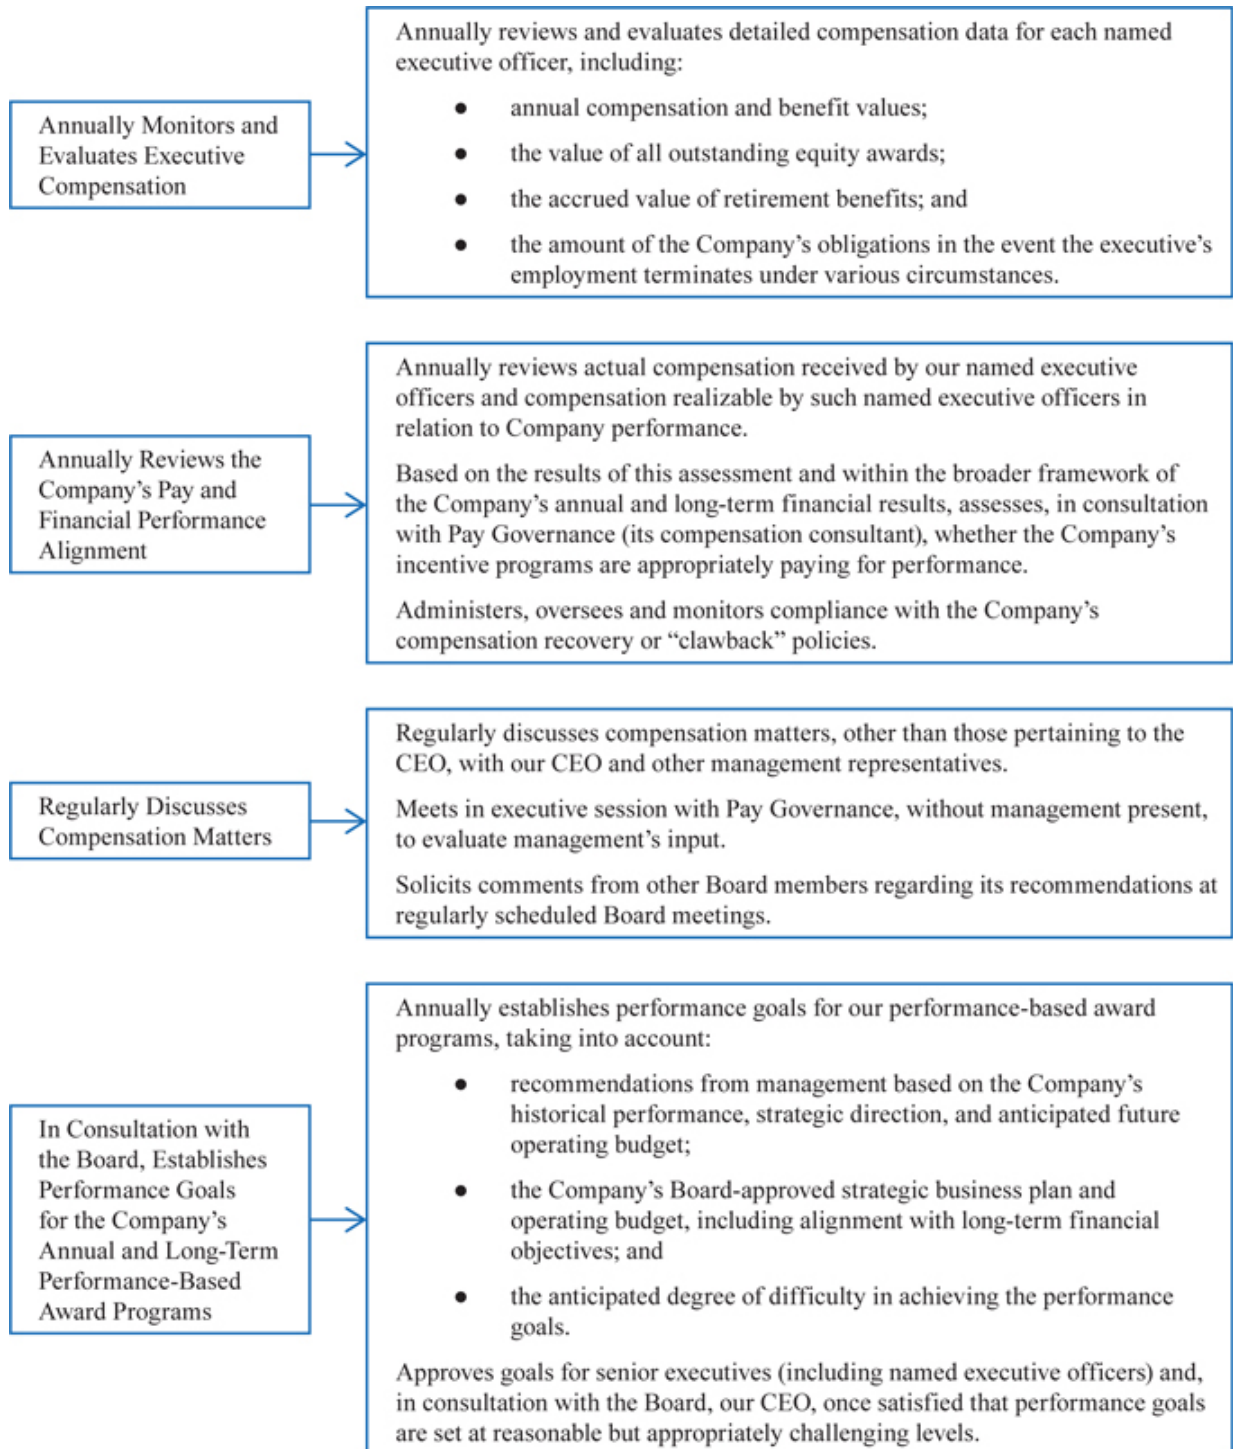 Annually Monitors and
Evaluates Executive
Compensation
Annually reviews and evaluates detailed compensation data for each named
executive officer, including:
● annual compensation and benefit values;
● the value of all outstanding equity awards;
● the accrued value of retirement benefits; and
● the amount of the Company’s obligations in the event the executive’s
employment terminates under various circumstances.
Annually Reviews the
Company’s Pay and
Financial Performance
Alignment
Annually reviews actual compensation received by our named executive
officers and compensation realizable by such named executive officers in
relation to Company performance.
Based on the results of this assessment and within the broader framework of
the Company’s annual and long-term financial results, assesses, in consultation
with Pay Governance (its compensation consultant), whether the Company’s
incentive programs are appropriately paying for performance.
Administers, oversees and monitors compliance with the Company’s
compensation recovery or “clawback” policies.
Regularly Discusses
Compensation Matters
Regularly discusses compensation matters, other than those pertaining to the
CEO, with our CEO and other management representatives.
Meets in executive session with Pay Governance, without management present,
to evaluate management’s input.
Solicits comments from other Board members regarding its recommendations at
regularly scheduled Board meetings.
In Consultation with
the Board, Establishes
Performance Goals
for the Company’s
Annual and Long-Term
Performance-Based
Award Programs
Annually establishes performance goals for our performance-based award
programs, taking into account:
● recommendations from management based on the Company’s
historical performance, strategic direction, and anticipated future
operating budget;
● the Company’s Board-approved strategic business plan and
operating budget, including alignment with long-term financial
objectives; and
● the anticipated degree of difficulty in achieving the performance
goals.
Approves goals for senior executives (including named executive officers) and,
in consultation with the Board, our CEO, once satisfied that performance goals
are set at reasonable but appropriately challenging levels.